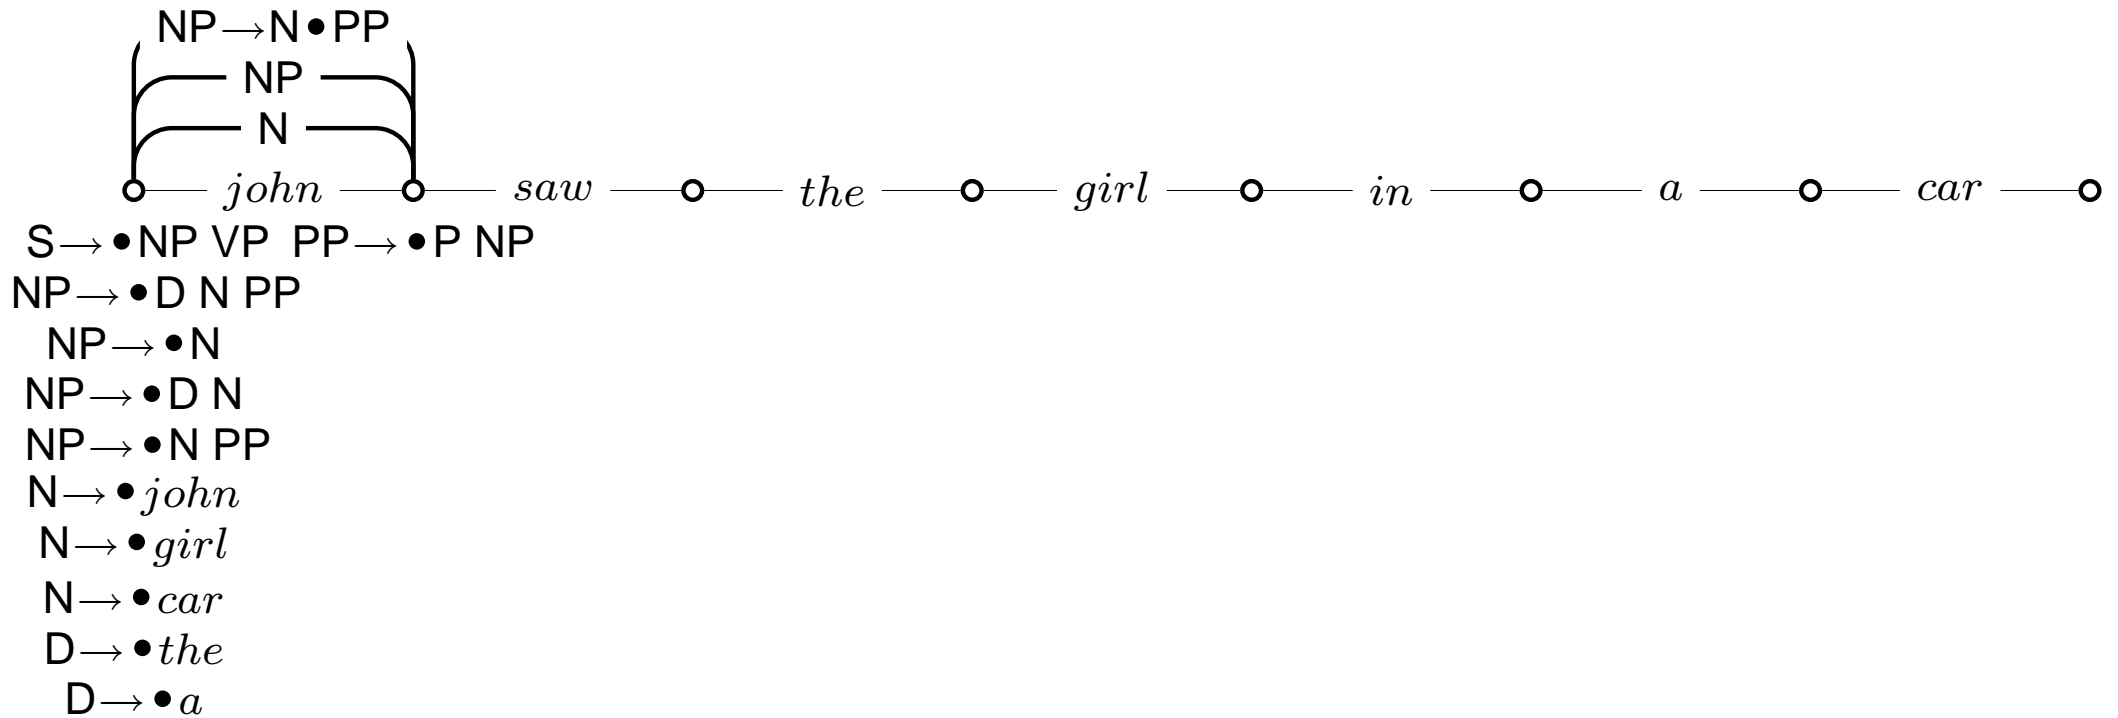 NP→N•PP
NP
N
john saw the girl in a car
S→•NP VP PP→•P NP
NP→•D N PP
NP→•N
NP→•D N
NP→•N PP
N→•john
N→•girl
N→•car
D→•the
D→•a